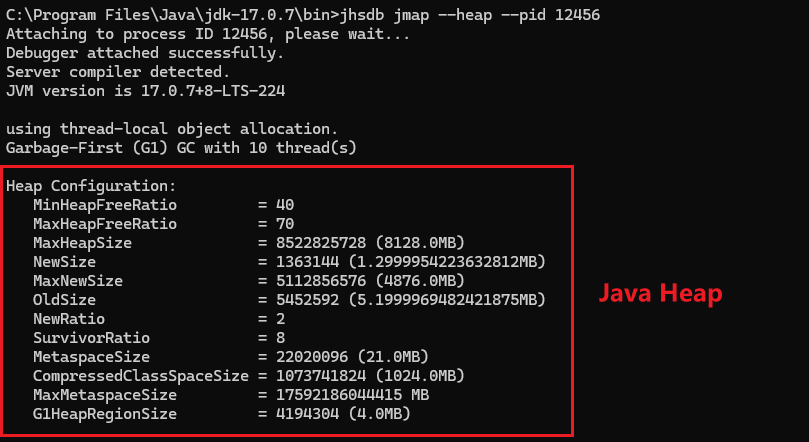 C:\Program Files\Java\jdk-17.0.7\bin>jhsdb jmap --heap --pid 12456
Attaching to process ID 12456, please wait...
Debugger attached successfully.
Server compiler detected.
JVM version is 17.0.7+8-LTS-224
using thread-local object allocation.
Garbage-First (G1) GC with 10 thread(s)
Heap Configuration:
MinHeapFreeRatio = 40
MaxHeapFreeRatio = 70
MaxHeapSize = 8522825728 (8128.0MB)
NewSize = 1363144 (1.2999954223632812MB)
MaxNewSize = 5112856576 (4876.0MB)
OldSize = 5452592 (5.1999969482421875MB)
NewRatio = 2
SurvivorRatio = 8
MetaspaceSize = 22020096 (21.0MB)
CompressedClassSpaceSize = 1073741824 (1024.0MB)
MaxMetaspaceSize = 17592186044415 MB
G1HeapRegionSize = 4194304 (4.0MB)
Java Heap